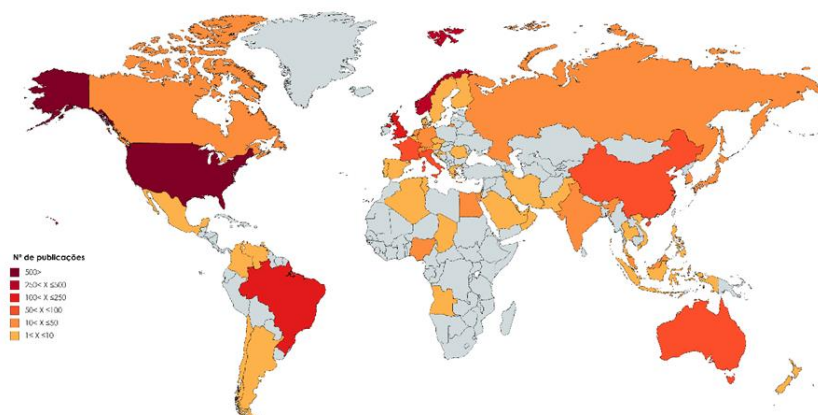 Nº de publicações
500>
250< X ≤500
100< X ≤250
50< X ≤100
10< X ≤50
1< X ≤10